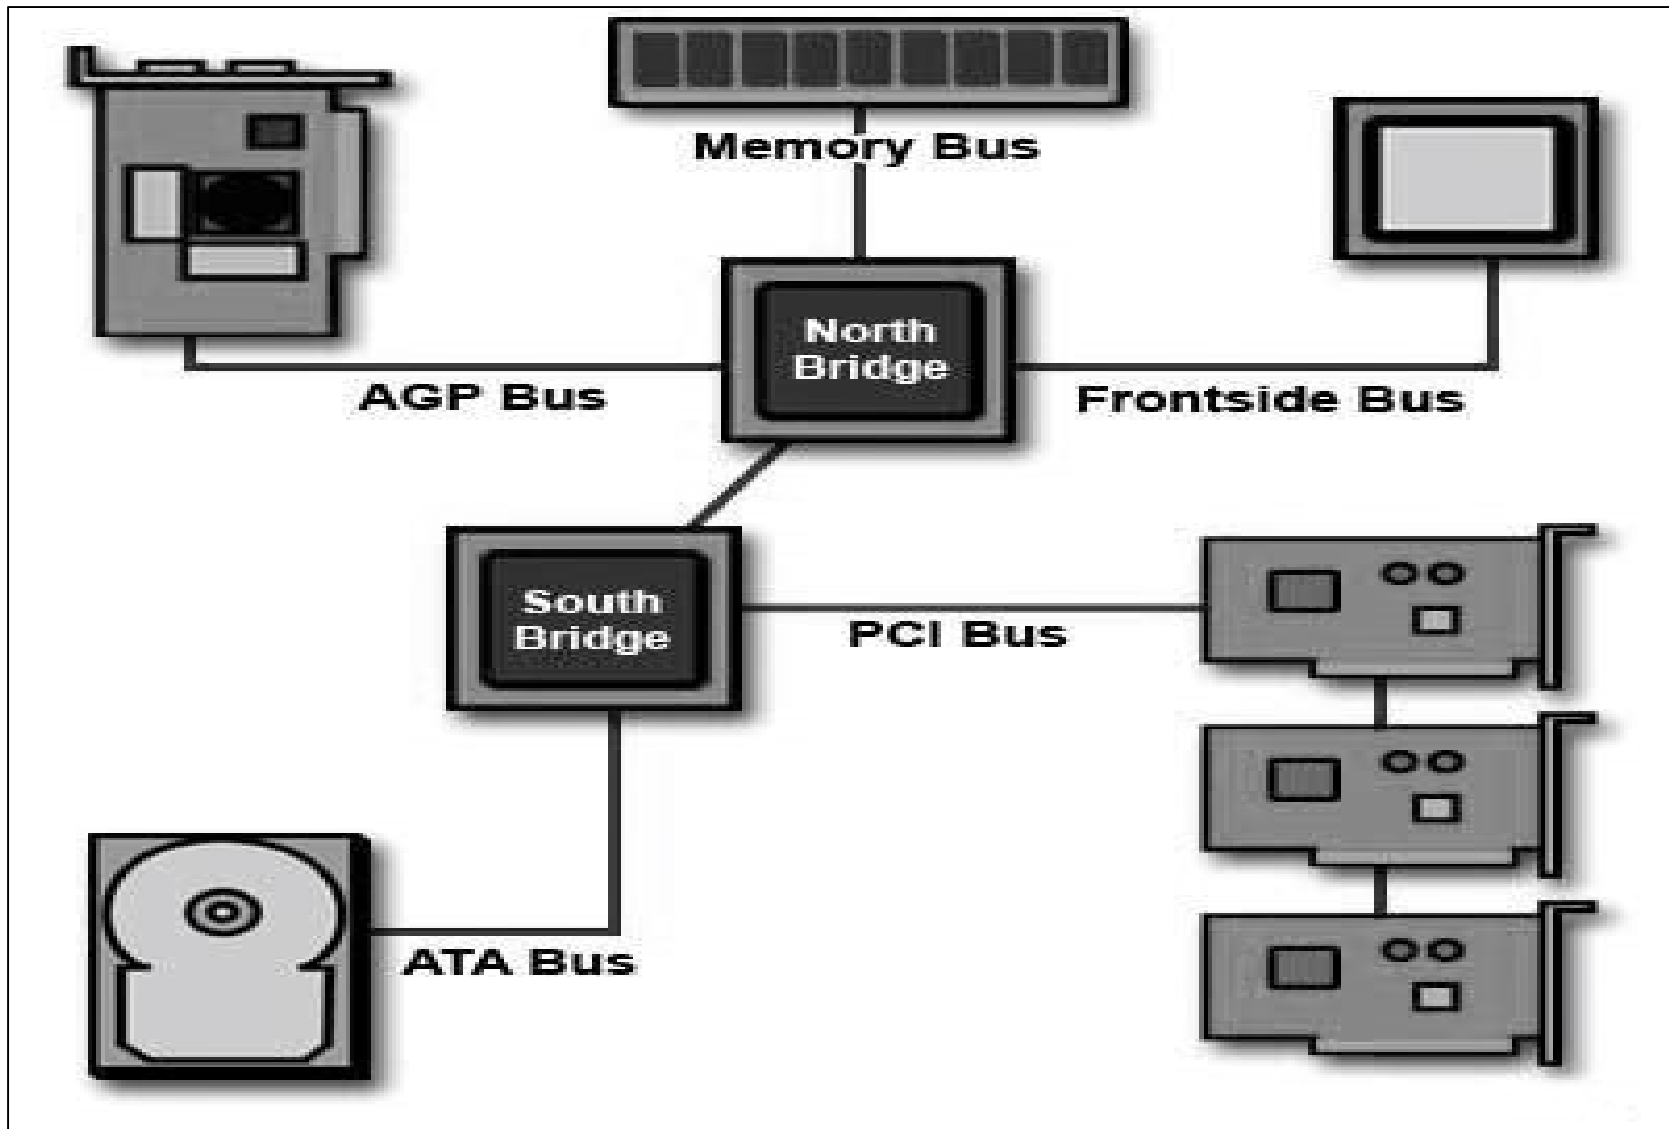 Memory Bus
North
Bridge
AGP Bus
Frontside Bus
South
Bridge
PCI Bus
ATA Bus